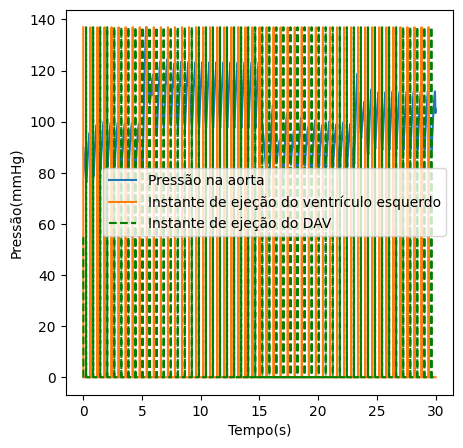 140
120
100
80
60
40
20
0
Pressão(mmHg)
Pressão na aorta
Instante de ejeção do ventrículo esquerdo
Instante de ejeção do DAV
0 5 10 15 20 25 30
Tempo(s)